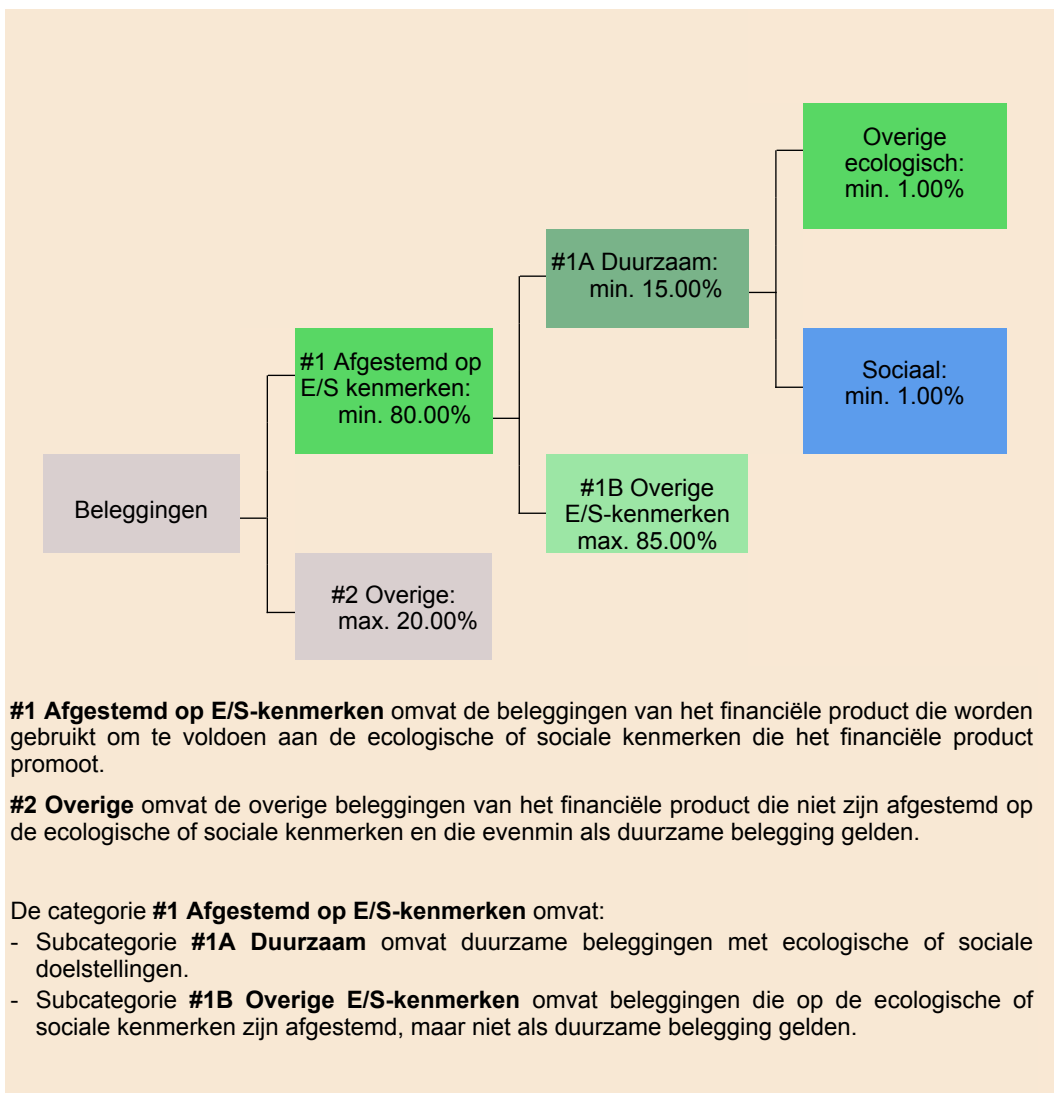 Overige
ecologisch:
min. 1.00%
#1A Duurzaam:
min. 15.00%
#1 Afgestemd op
E/S kenmerken:
min. 80.00%
Sociaal:
min. 1.00%
Beleggingen
#1B Overige
E/S-kenmerken
max. 85.00%
#2 Overige:
max. 20.00%
#1 Afgestemd op E/S-kenmerken omvat de beleggingen van het financiële product die worden
gebruikt om te voldoen aan de ecologische of sociale kenmerken die het financiële product
promoot.
#2 Overige omvat de overige beleggingen van het financiële product die niet zijn afgestemd op
de ecologische of sociale kenmerken en die evenmin als duurzame belegging gelden.
De categorie #1 Afgestemd op E/S-kenmerken omvat:
- Subcategorie #1A Duurzaam omvat duurzame beleggingen met ecologische of sociale
doelstellingen.
- Subcategorie #1B Overige E/S-kenmerken omvat beleggingen die op de ecologische of
sociale kenmerken zijn afgestemd, maar niet als duurzame belegging gelden.